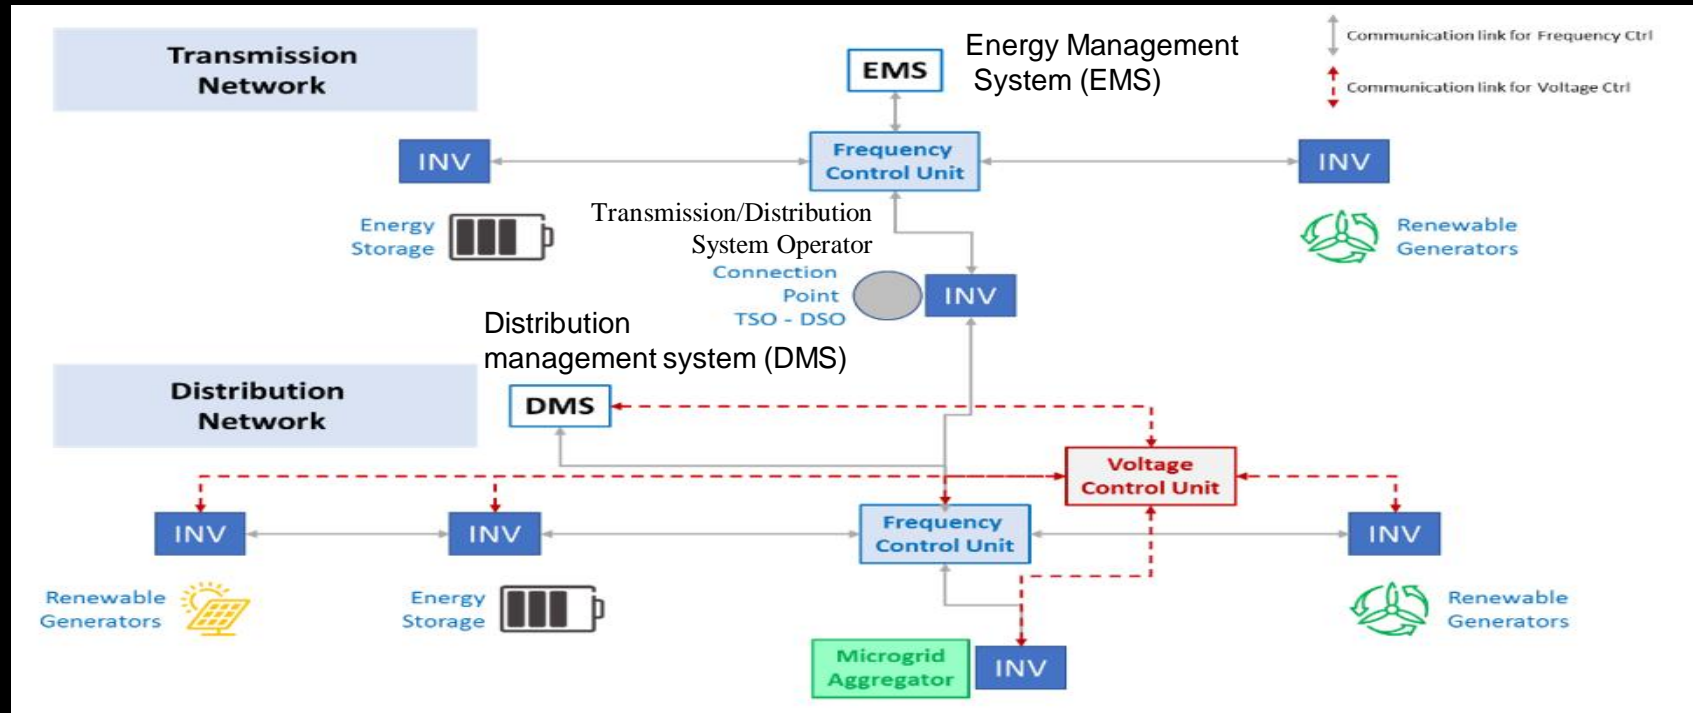 Transmission
Network
EMS
Energy Management
System (EMS)
Communication link for Frequency Ctrl
Communication link for Voltage Ctrl
INV
Frequency
Control Unit
INV
Energy
Storage
Transmission/Distribution
System Operator
Renewable
Generators
Connection
Point
TSO - DSO
INV
Distribution
management system (DMS)
Distribution
Network
DMS
Voltage
Control Unit
INV
INV
Frequency
Control Unit
INV
Renewable
Generators
Energy
Storage
Renewable
Generators
Microgrid
Aggregator
INV